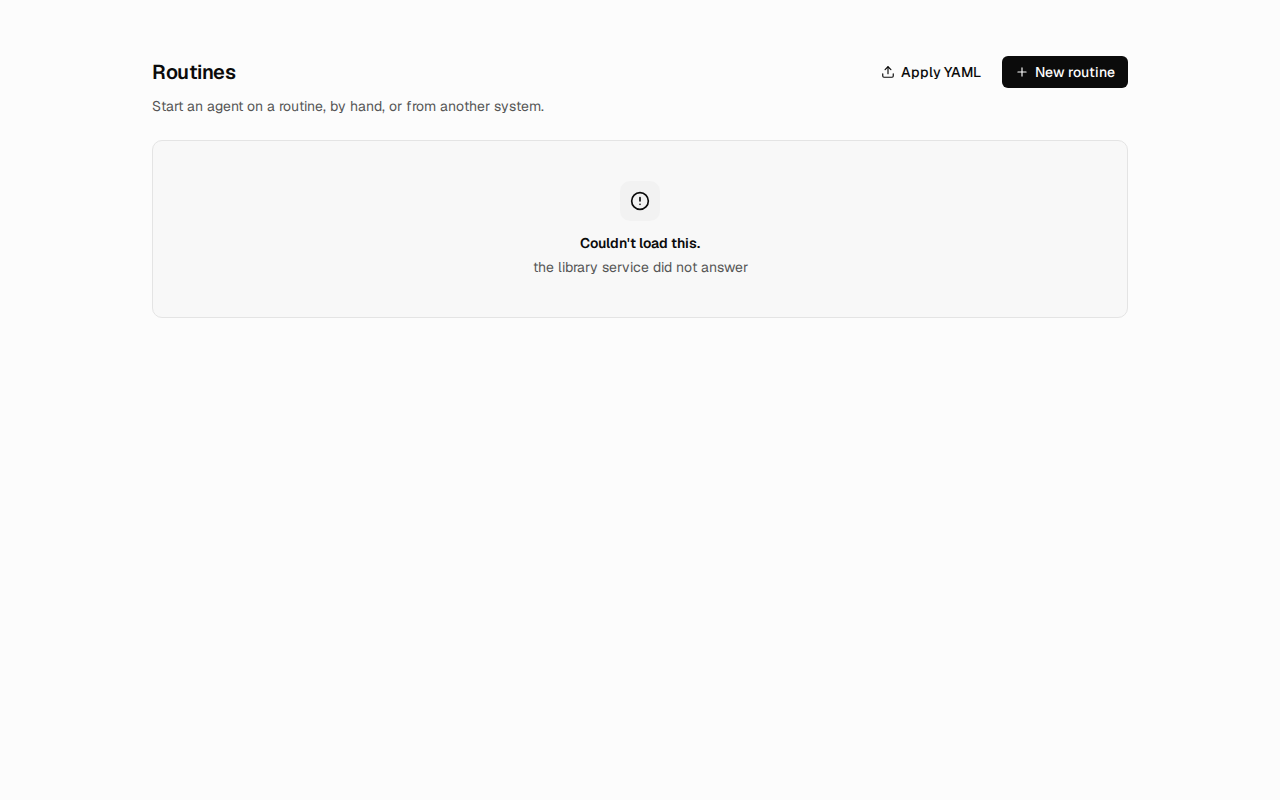 Routines
Apply YAML
New routine
Start an agent on a routine, by hand, or from another system.
Couldn't load this.
the library service did not answer